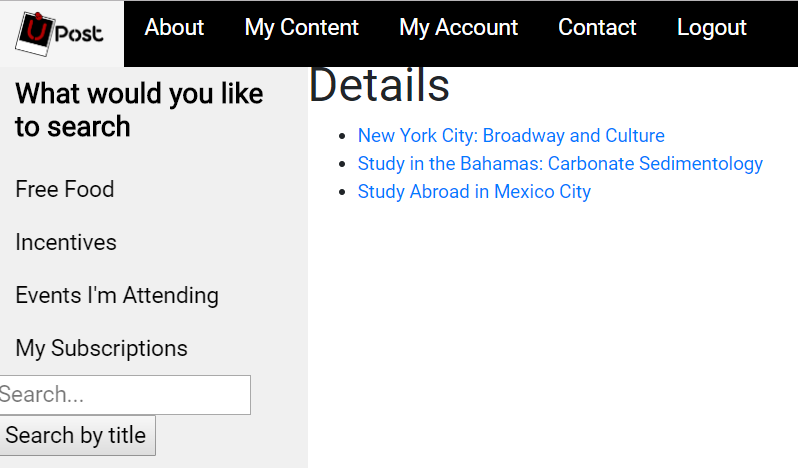 U Post
About
My Content
My Account
Contact
Logout
What would you like
to search
Free Food
Incentives
Events I'm Attending
My Subscriptions
Search...
Search by title
Details
New York City: Broadway and Culture
Study in the Bahamas: Carbonate Sedimentology
Study Abroad in Mexico City